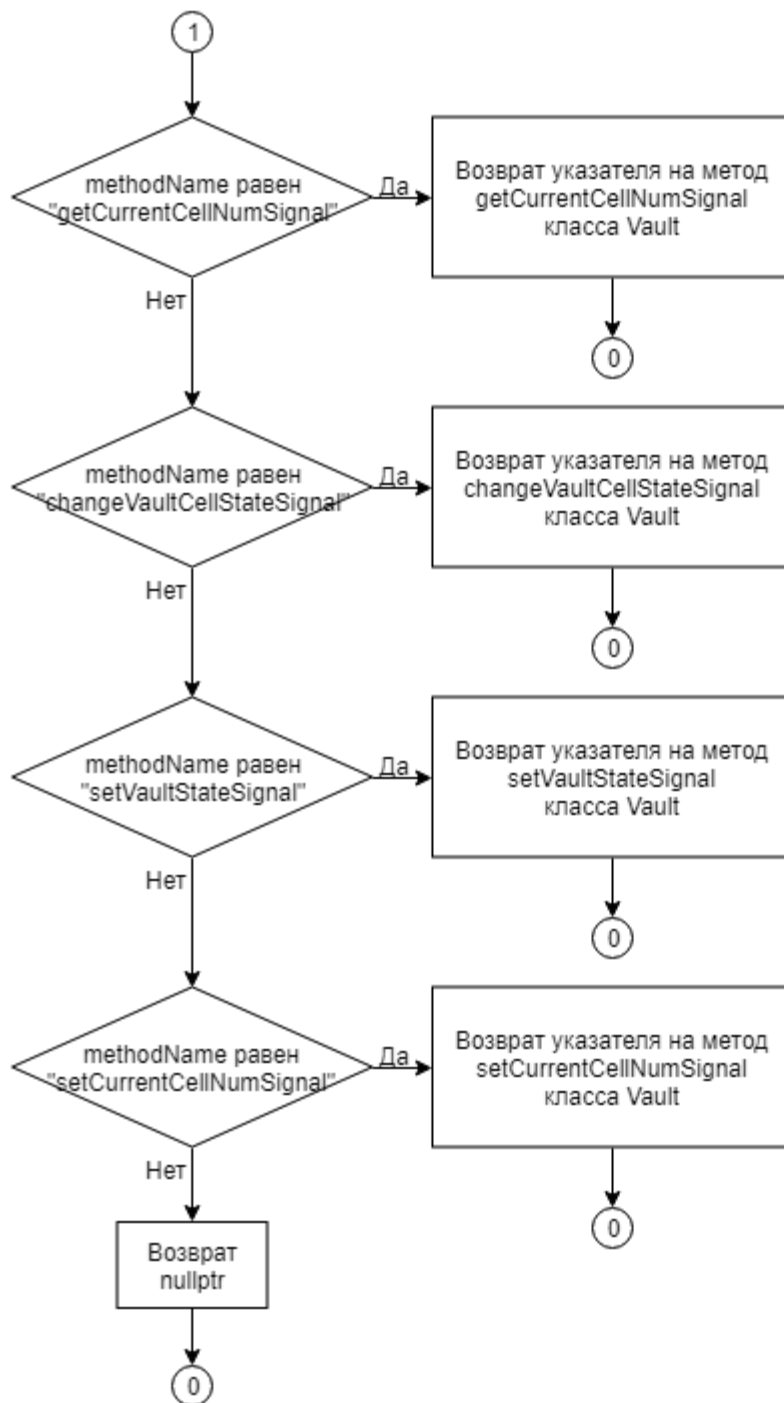 1
methodName равен
"getCurrentCellNumSignal"
Да
Возврат указателя на метод
getCurrentCellNumSignal
класса Vault
Нет
0
methodName равен
"changeVaultCellStateSignal"
Да
Возврат указателя на метод
changeVaultCellStateSignal
класса Vault
Нет
0
methodName равен
"setVaultStateSignal"
Да
Возврат указателя на метод
setVaultStateSignal
класса Vault
Нет
0
methodName равен
"setCurrentCellNumSignal"
Да
Возврат указателя на метод
setCurrentCellNumSignal
класса Vault
Нет
0
Возврат
nullptr
0